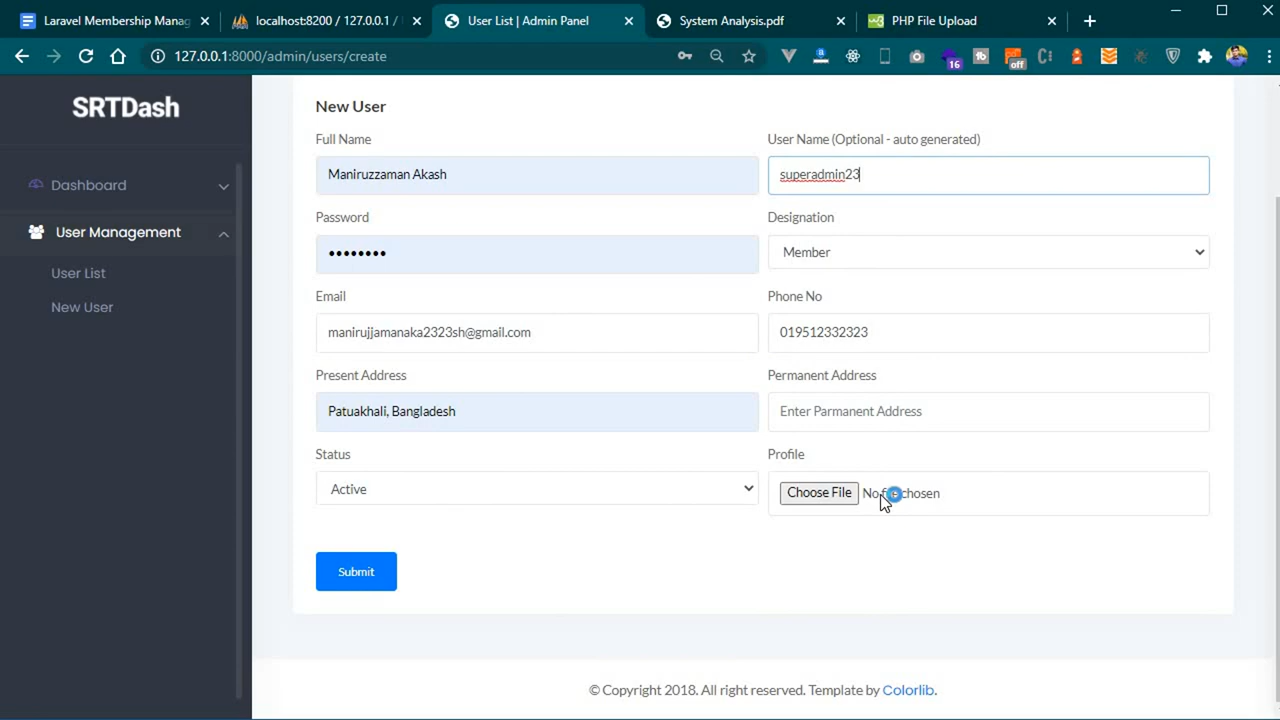 Laravel Membership Manag
localhost:8200 / 127.0.0.1 /
User List | Admin Panel
System Analysis.pdf
PHP File Upload
127.0.0.1:8000/admin/users/create
16
off
SRTDash
Dashboard
User Management
User List
New User
New User
Full Name
User Name (Optional - auto generated)
Maniruzzaman Akash
superadmin23
Password
Designation
••••••••
Member
Email
Phone No
manirujjamanaka2323sh@gmail.com
019512332323
Present Address
Permanent Address
Patuakhali, Bangladesh
Enter Parmanent Address
Status
Profile
Active
Choose File No file chosen
Submit
© Copyright 2018. All right reserved. Template by Colorlib.